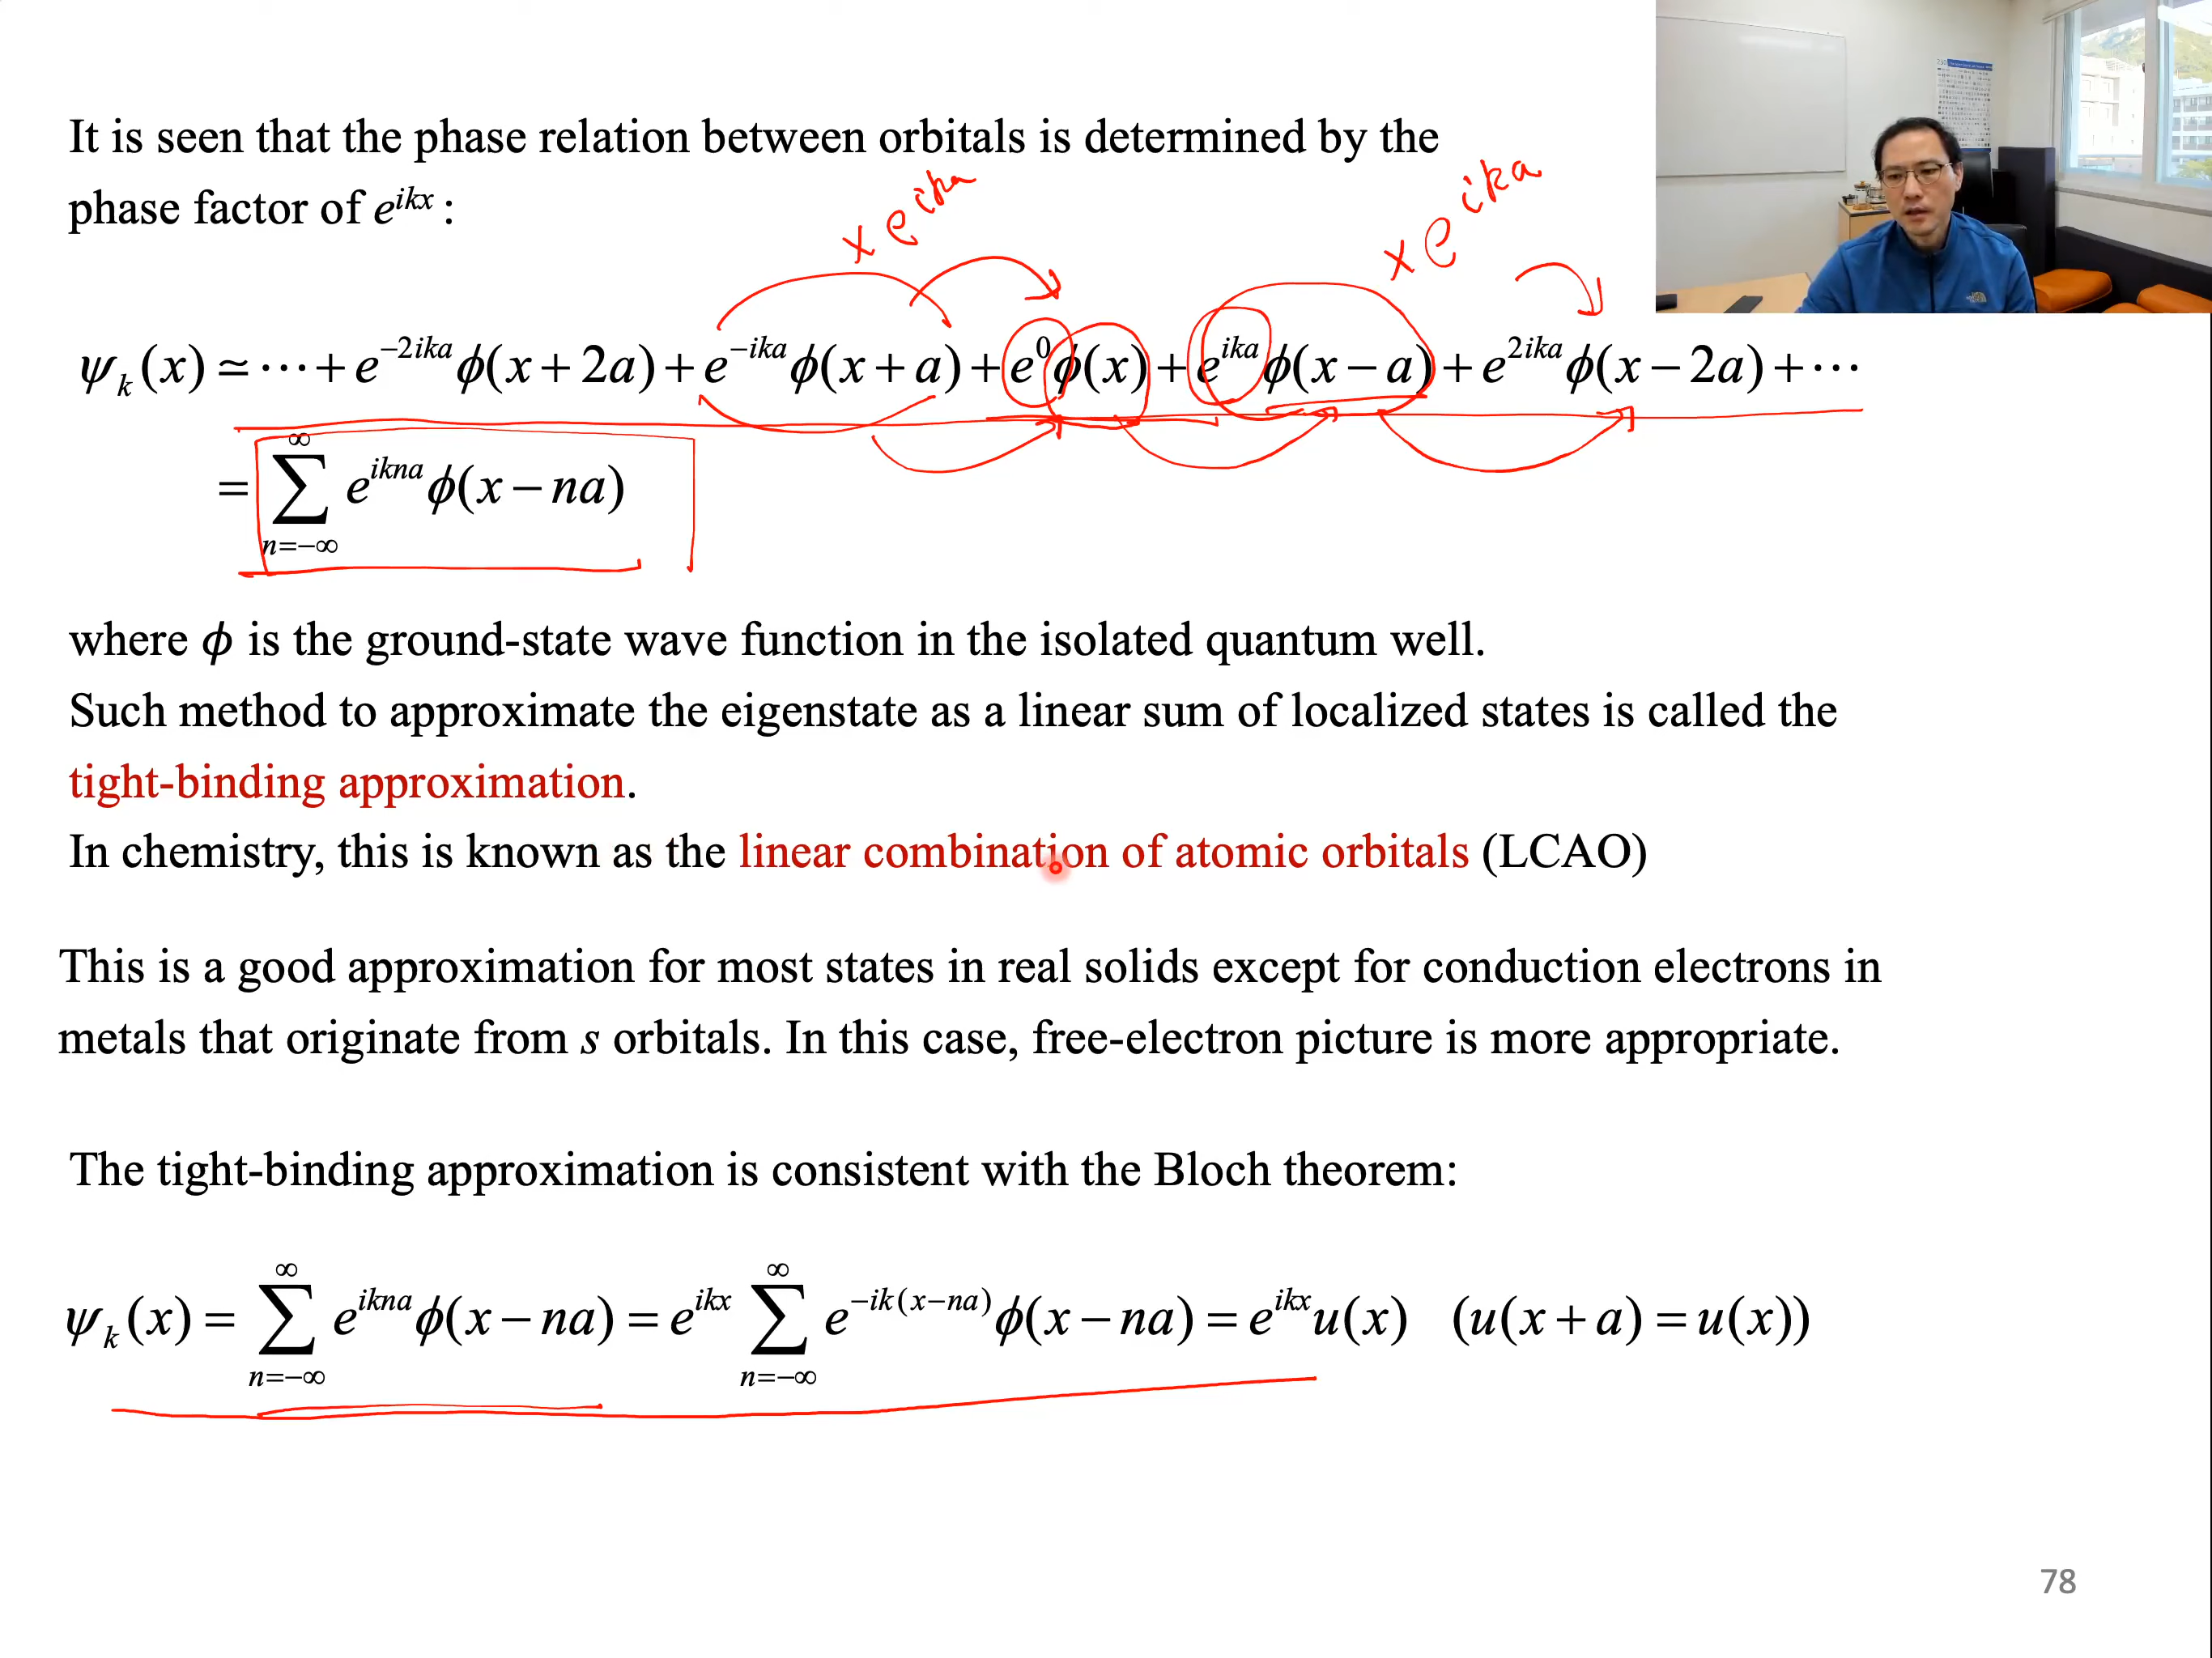 It is seen that the phase relation between orbitals is determined by the
phase factor of e^{ikx} :
× e^{ika}
× e^{ika}
ψ_k(x) ≃ ⋯ + e^{−2ika}ϕ(x + 2a) + e^{−ika}ϕ(x + a) + e^0ϕ(x) + e^{ika}ϕ(x − a) + e^{2ika}ϕ(x − 2a) + ⋯
= ∑_{n=−∞}^{∞} e^{ikna}ϕ(x − na)
where ϕ is the ground-state wave function in the isolated quantum well.
Such method to approximate the eigenstate as a linear sum of localized states is called the
tight-binding approximation.
In chemistry, this is known as the linear combination of atomic orbitals (LCAO)
This is a good approximation for most states in real solids except for conduction electrons in
metals that originate from s orbitals. In this case, free-electron picture is more appropriate.
The tight-binding approximation is consistent with the Bloch theorem:
ψ_k(x) = ∑_{n=−∞}^{∞} e^{ikna}ϕ(x − na) = e^{ikx} ∑_{n=−∞}^{∞} e^{−ik(x−na)}ϕ(x − na) = e^{ikx}u(x) (u(x + a) = u(x))
78